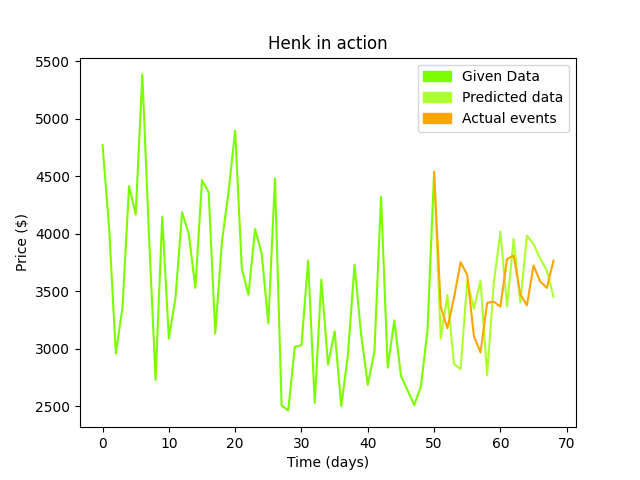 Henk in action
Given Data
Predicted data
Actual events
Price ($)
5500
5000
4500
4000
3500
3000
2500
0 10 20 30 40 50 60 70
Time (days)